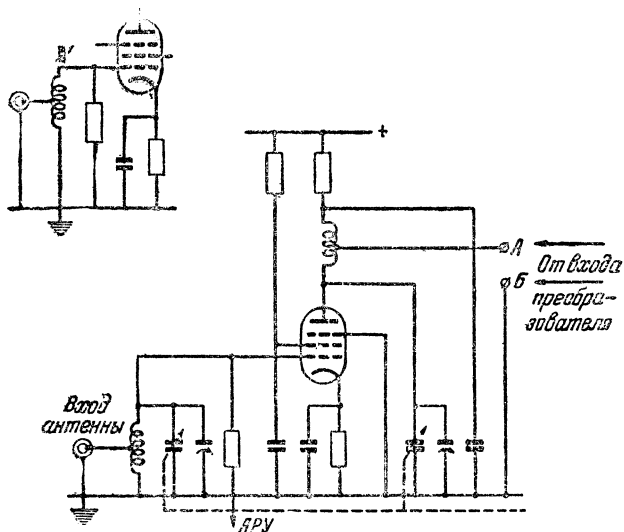 +
А
От входа
Б
преобра-
зователя
Вход
антенны
АРУ